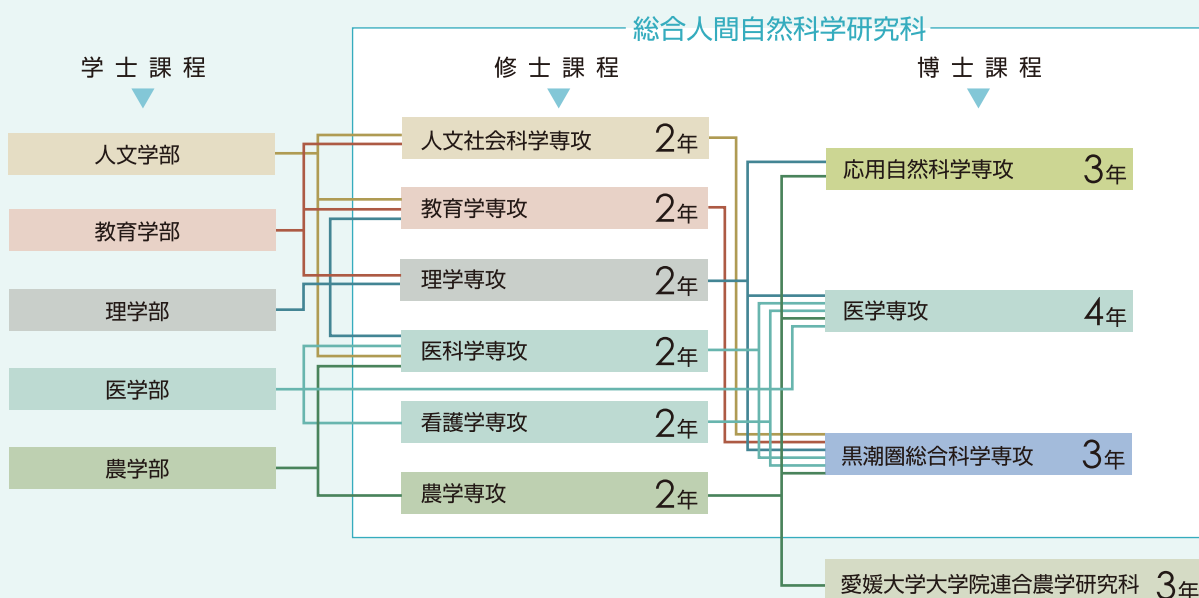 総合人間自然科学研究科
学士課程
修士課程
博士課程
人文学部
教育学部
理学部
医学部
農学部
人文社会科学専攻 2年
教育学専攻 2年
理学専攻 2年
医科学専攻 2年
看護学専攻 2年
農学専攻 2年
応用自然科学専攻 3年
医学専攻 4年
黒潮圏総合科学専攻 3年
愛媛大学大学院連合農学研究科 3年